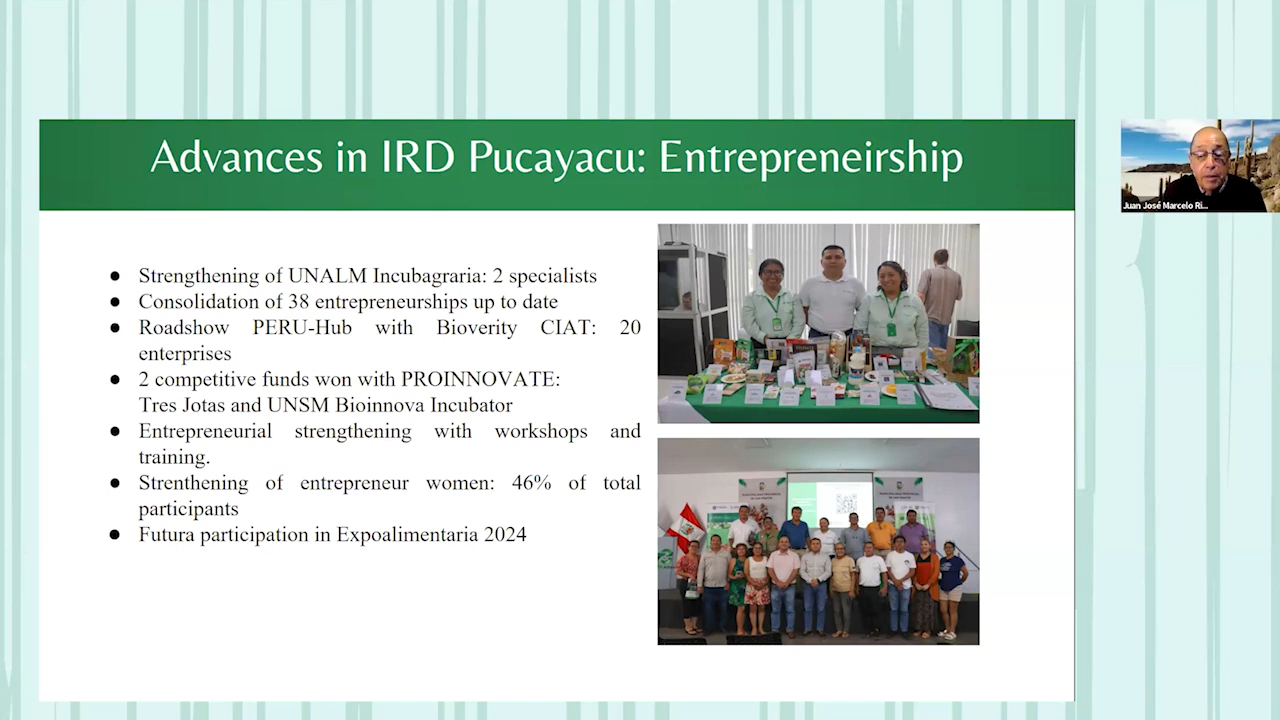 Advances in IRD Pucayacu: Entrepreneirship
● Strengthening of UNALM Incubagraria: 2 specialists
● Consolidation of 38 entrepreneurships up to date
● Roadshow PERU-Hub with Bioverity CIAT: 20
enterprises
● 2 competitive funds won with PROINNOVATE:
Tres Jotas and UNSM Bioinnova Incubator
● Entrepreneurial strengthening with workshops and
training.
● Strenthening of entrepreneur women: 46% of total
participants
● Futura participation in Expoalimentaria 2024
Juan José Marcelo Ri...